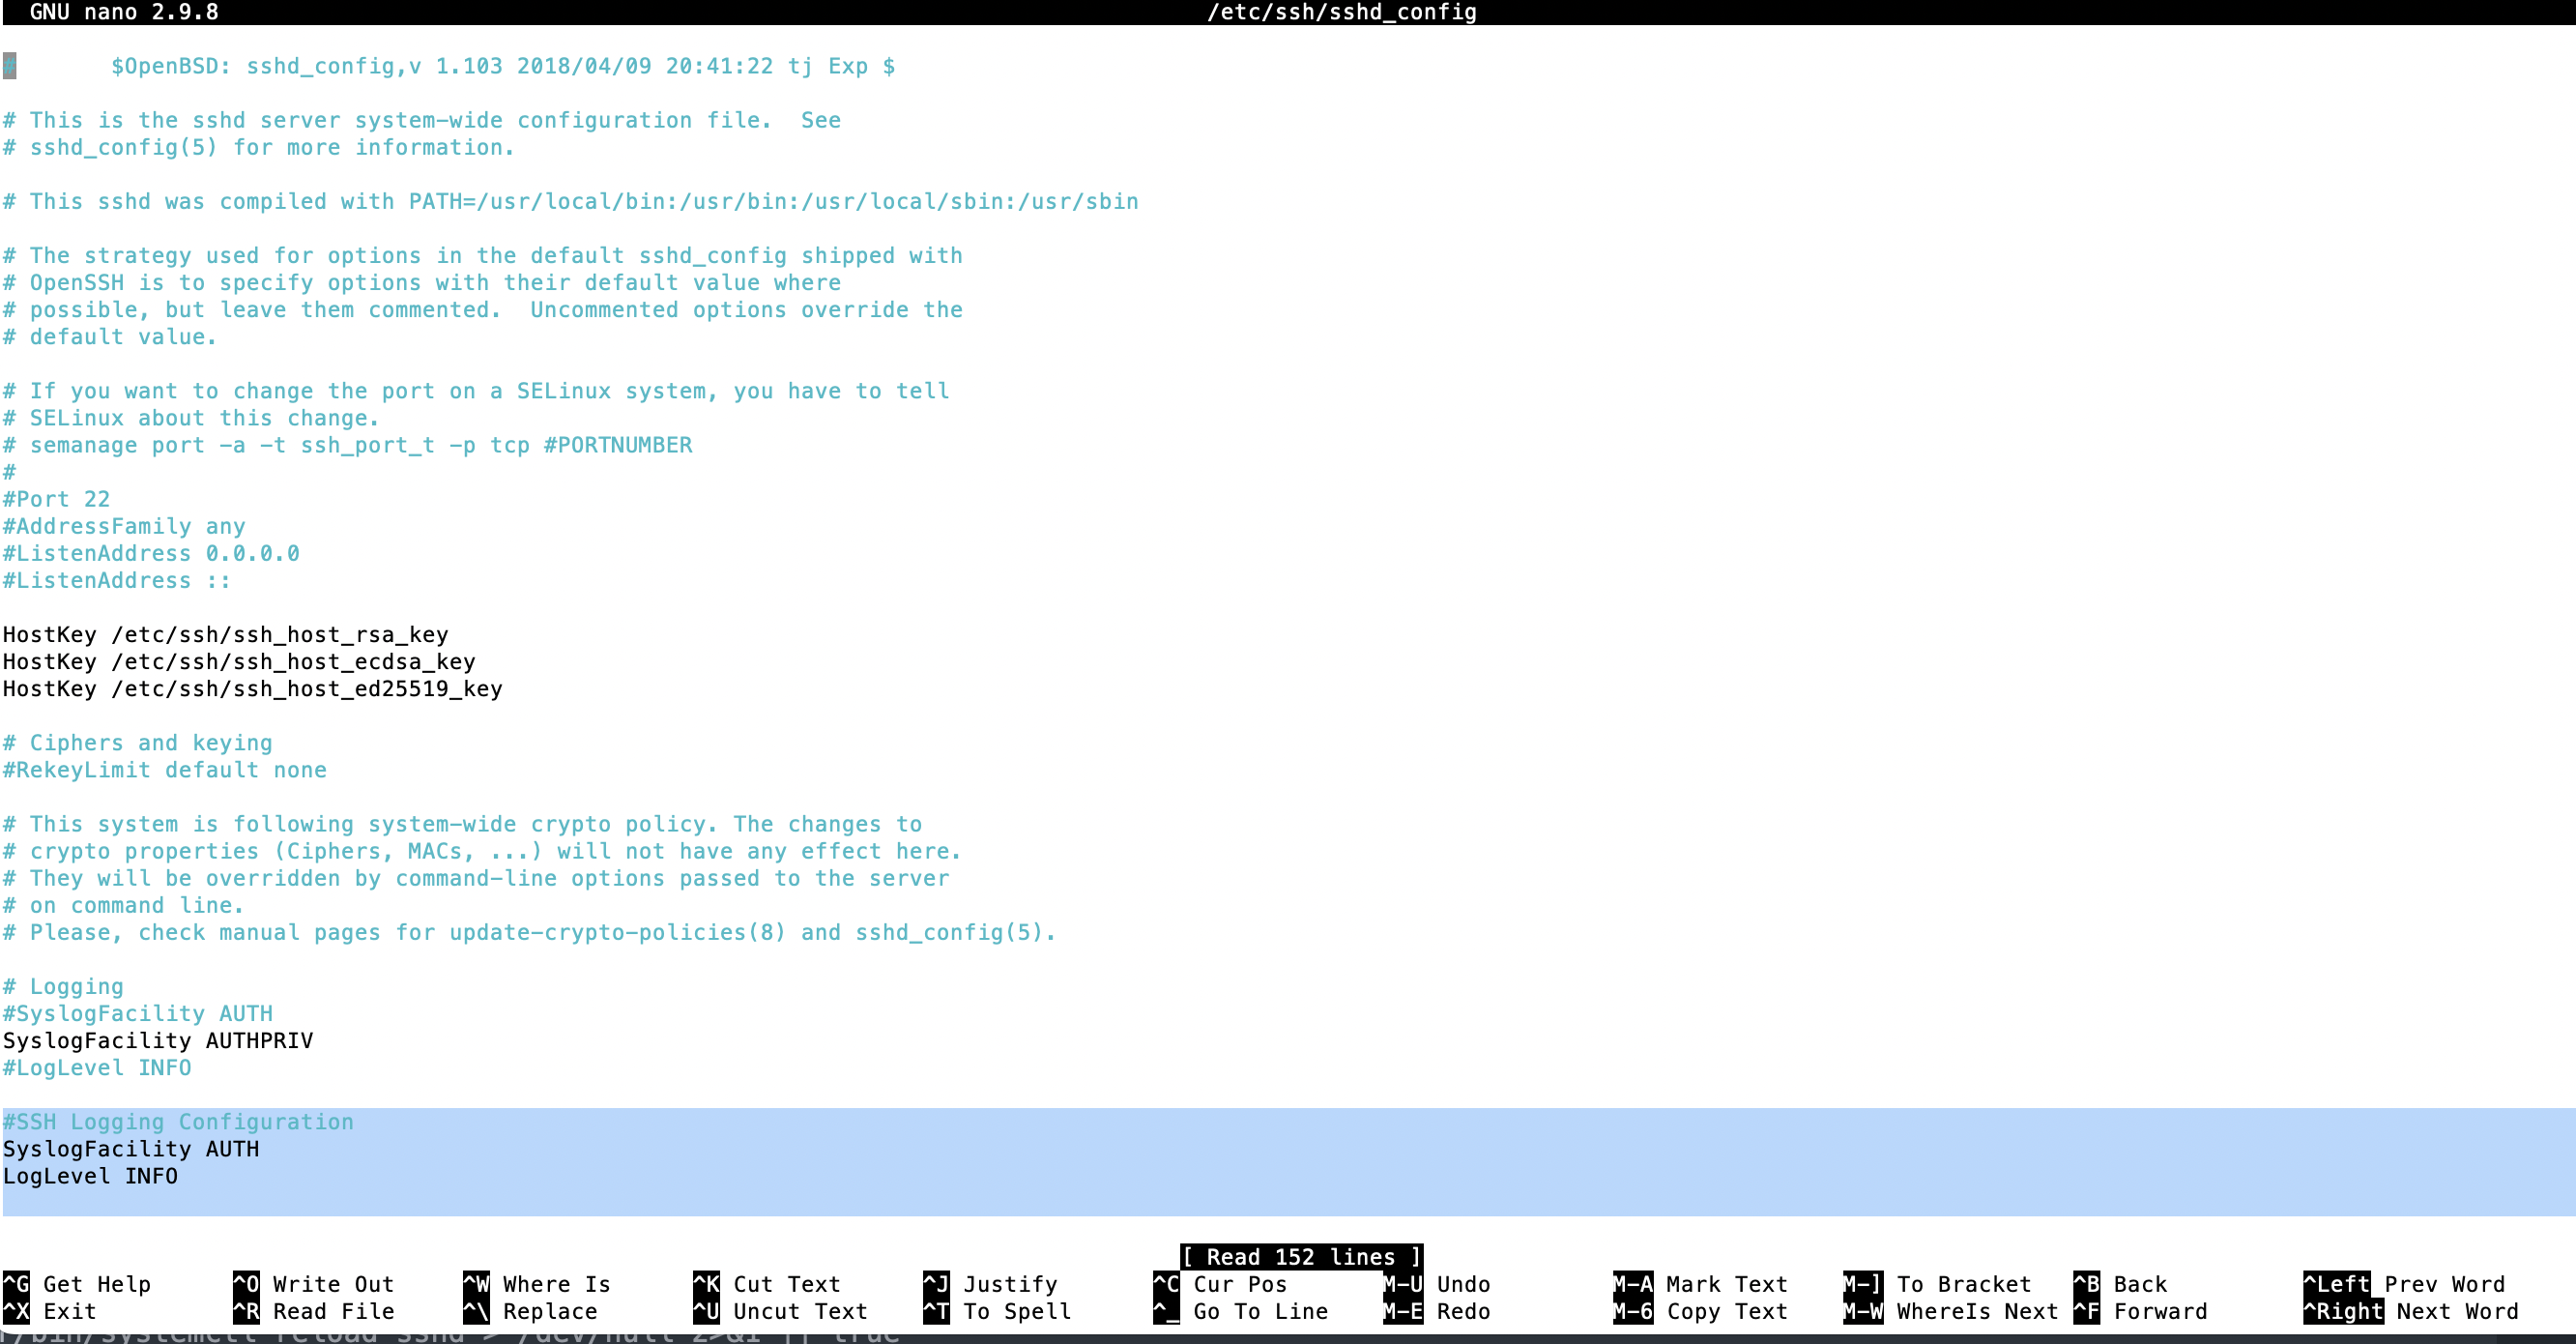 GNU nano 2.9.8 /etc/ssh/sshd_config
# $OpenBSD: sshd_config,v 1.103 2018/04/09 20:41:22 tj Exp $
# This is the sshd server system-wide configuration file.  See
# sshd_config(5) for more information.
# This sshd was compiled with PATH=/usr/local/bin:/usr/bin:/usr/local/sbin:/usr/sbin
# The strategy used for options in the default sshd_config shipped with
# OpenSSH is to specify options with their default value where
# possible, but leave them commented.  Uncommented options override the
# default value.
# If you want to change the port on a SELinux system, you have to tell
# SELinux about this change.
# semanage port -a -t ssh_port_t -p tcp #PORTNUMBER
#
#Port 22
#AddressFamily any
#ListenAddress 0.0.0.0
#ListenAddress ::
HostKey /etc/ssh/ssh_host_rsa_key
HostKey /etc/ssh/ssh_host_ecdsa_key
HostKey /etc/ssh/ssh_host_ed25519_key
# Ciphers and keying
#RekeyLimit default none
# This system is following system-wide crypto policy. The changes to
# crypto properties (Ciphers, MACs, ...) will not have any effect here.
# They will be overridden by command-line options passed to the server
# on command line.
# Please, check manual pages for update-crypto-policies(8) and sshd_config(5).
# Logging
#SyslogFacility AUTH
SyslogFacility AUTHPRIV
#LogLevel INFO
#SSH Logging Configuration
SyslogFacility AUTH
LogLevel INFO
[ Read 152 lines ]
^G Get Help ^O Write Out ^W Where Is ^K Cut Text ^J Justify ^C Cur Pos M-U Undo M-A Mark Text M-] To Bracket ^B Back ^Left Prev Word
^X Exit ^R Read File ^\ Replace ^U Uncut Text ^T To Spell ^_ Go To Line M-E Redo M-6 Copy Text M-W WhereIs Next ^F Forward ^Right Next Word
/bin/systemctl reload sshd > /dev/null 2>&1 || true